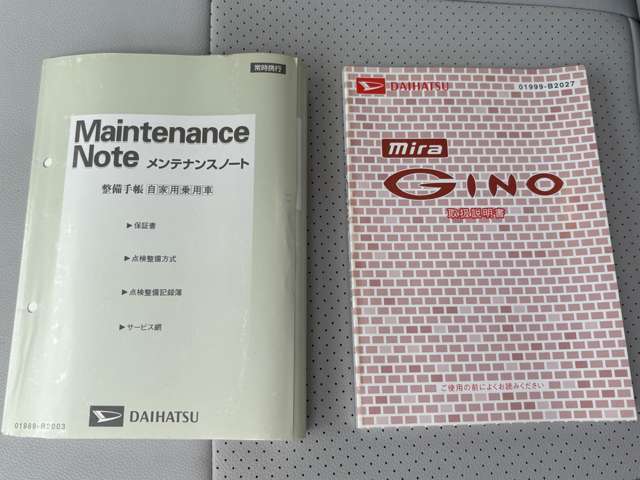 常時携行
Maintenance
Note メンテナンスノート
整備手帳 自家用乗用車
▶保証書
▶点検整備方式
▶点検整備記録簿
▶サービス網
DAIHATSU
01999-B2003
DAIHATSU
01999-B2027
mira
GINO
取扱説明書
ご使用の前によくお読みください